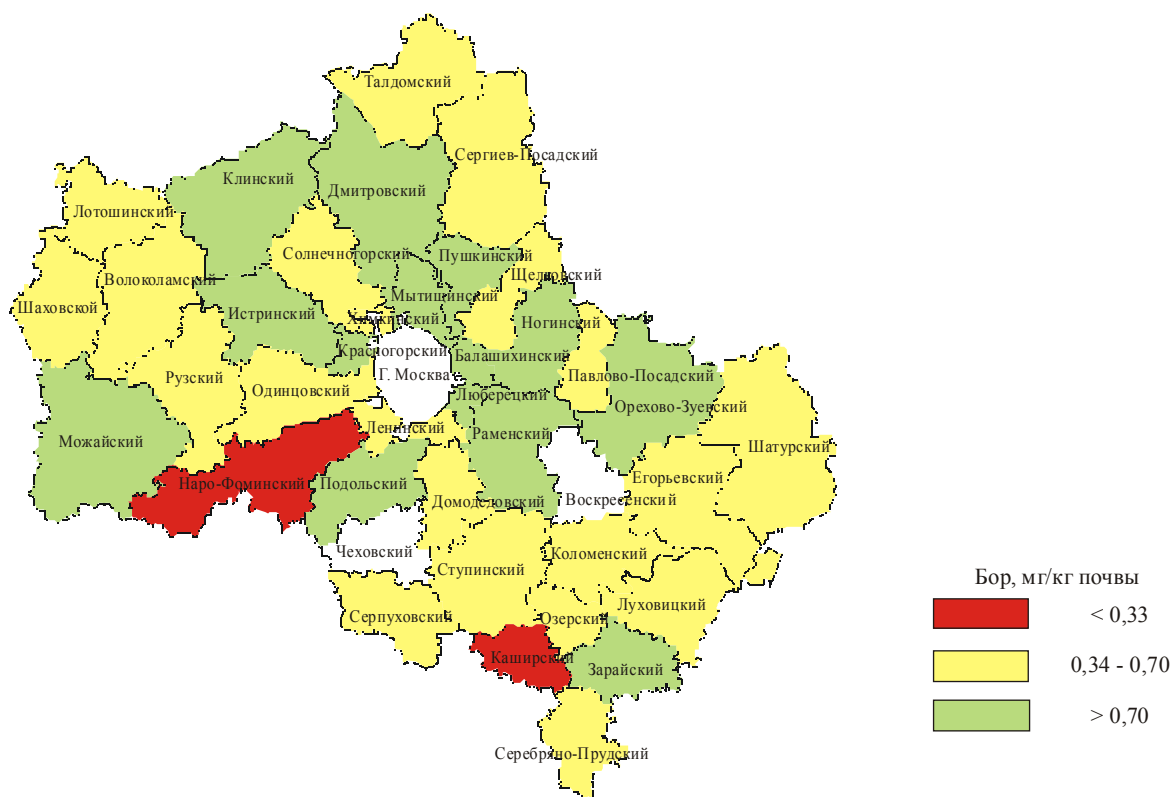 Талдомский
Сергиев-Посадский
Клинский
Дмитровский
Лотошинский
Солнечногорский
Пушкинский
Щелковский
Волоколамский
Мытищинский
Шаховской
Истринский
Химкинский
Ногинский
Красногорский
Балашихинский
Г. Москва
Павлово-Посадский
Рузский
Одинцовский
Люберецкий
Орехово-Зуевский
Ленинский
Раменский
Можайский
Шатурский
Наро-Фоминский
Подольский
Егорьевский
Домодедовский
Воскресенский
Чеховский
Коломенский
Ступинский
Серпуховский
Озерский
Луховицкий
Каширский
Зарайский
Серебряно-Прудский
Бор, мг/кг почвы
< 0,33
0,34 - 0,70
> 0,70